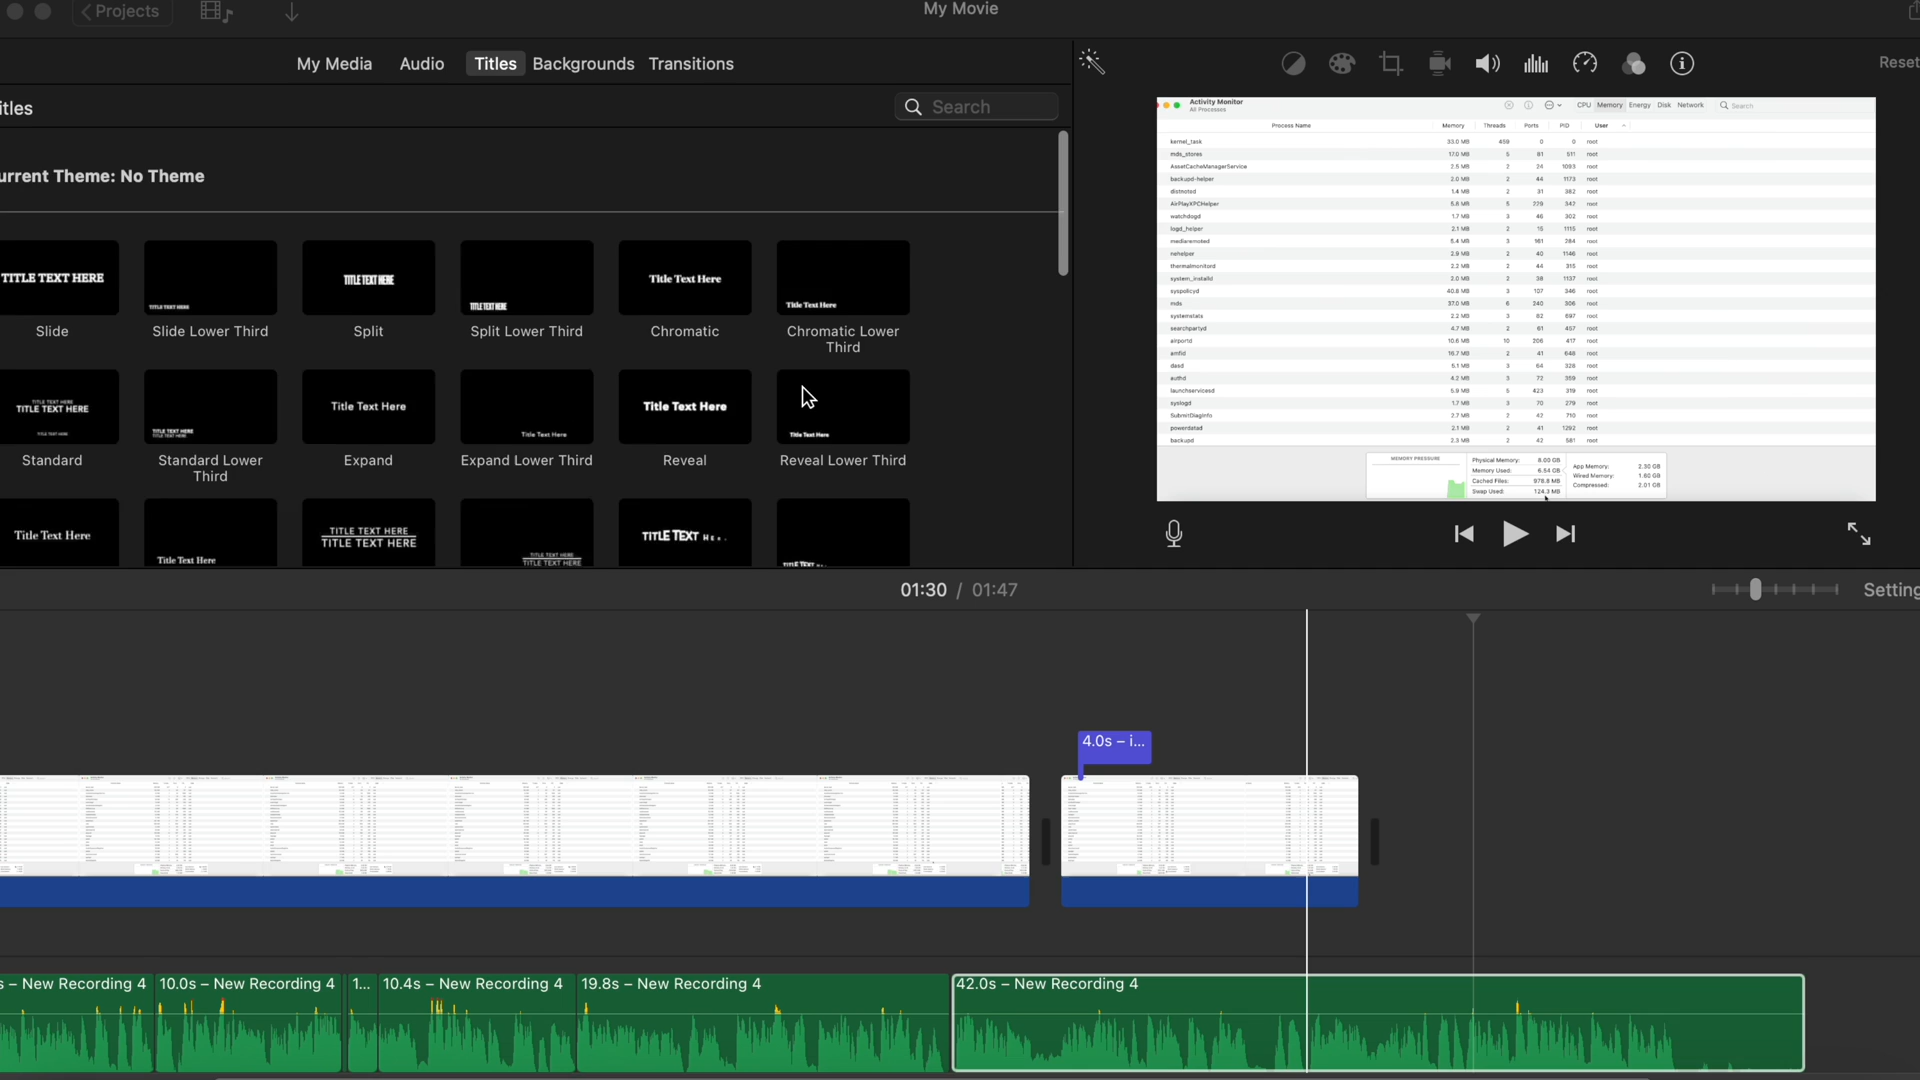 Projects
My Movie
My Media Audio Titles Backgrounds Transitions
Reset
itles
Search
urrent Theme: No Theme
TITLE TEXT HERE
TITLE TEXT HERE
TITLE TEXT HERE
TITLE TEXT HERE
Title Text Here
Title Text Here
Slide
Slide Lower Third
Split
Split Lower Third
Chromatic
Chromatic Lower
Third
TITLE TEXT HERE
TITLE TEXT HERE
TITLE TEXT HERE
TITLE TEXT HERE
TITLE TEXT HERE
Title Text Here
Title Text Here
Title Text Here
Title Text Here
Standard
Standard Lower
Third
Expand
Expand Lower Third
Reveal
Reveal Lower Third
Title Text Here
Title Text Here
TITLE TEXT HERE
TITLE TEXT HERE
TITLE TEXT HERE
TITLE TEXT HERE
TITLE TEXT HE..
Activity Monitor
All Processes
CPU Memory Energy Disk Network Search
Process Name Memory Threads Ports PID User
kernel_task 33.0 MB 459 0 0 root
mds_stores 17.0 MB 5 81 511 root
AssetCacheManagerService 2.5 MB 2 24 1093 root
backupd-helper 2.0 MB 2 44 1173 root
distnoted 1.4 MB 2 31 382 root
AirPlayXPCHelper 5.8 MB 5 229 347 root
watchdogd 1.7 MB 3 46 302 root
logd_helper 2.1 MB 2 15 1115 root
mediaremoted 5.4 MB 3 161 284 root
nehelper 2.9 MB 2 40 1146 root
thermalmonitord 2.2 MB 2 44 315 root
system_installd 2.0 MB 2 38 1137 root
syspolicyd 40.8 MB 3 107 346 root
mds 37.0 MB 6 240 306 root
systemstats 2.2 MB 3 82 697 root
searchpartyd 4.7 MB 2 61 457 root
airportd 10.6 MB 10 206 417 root
amfid 16.7 MB 2 41 648 root
dasd 5.1 MB 3 64 328 root
authd 4.2 MB 3 72 359 root
launchservicesd 5.9 MB 5 423 319 root
syslogd 1.7 MB 3 70 279 root
SubmitDiagInfo 2.7 MB 2 42 710 root
powerdatad 2.1 MB 2 41 1292 root
backupd 2.3 MB 2 42 581 root
MEMORY PRESSURE
Physical Memory: 8.00 GB
Memory Used: 6.54 GB
Cached Files: 978.8 MB
Swap Used: 124.3 MB
App Memory: 2.30 GB
Wired Memory: 1.60 GB
Compressed: 2.01 GB
01:30 / 01:47
Setting
4.0s – i...
s – New Recording 4
10.0s – New Recording 4
1...
10.4s – New Recording 4
19.8s – New Recording 4
42.0s – New Recording 4